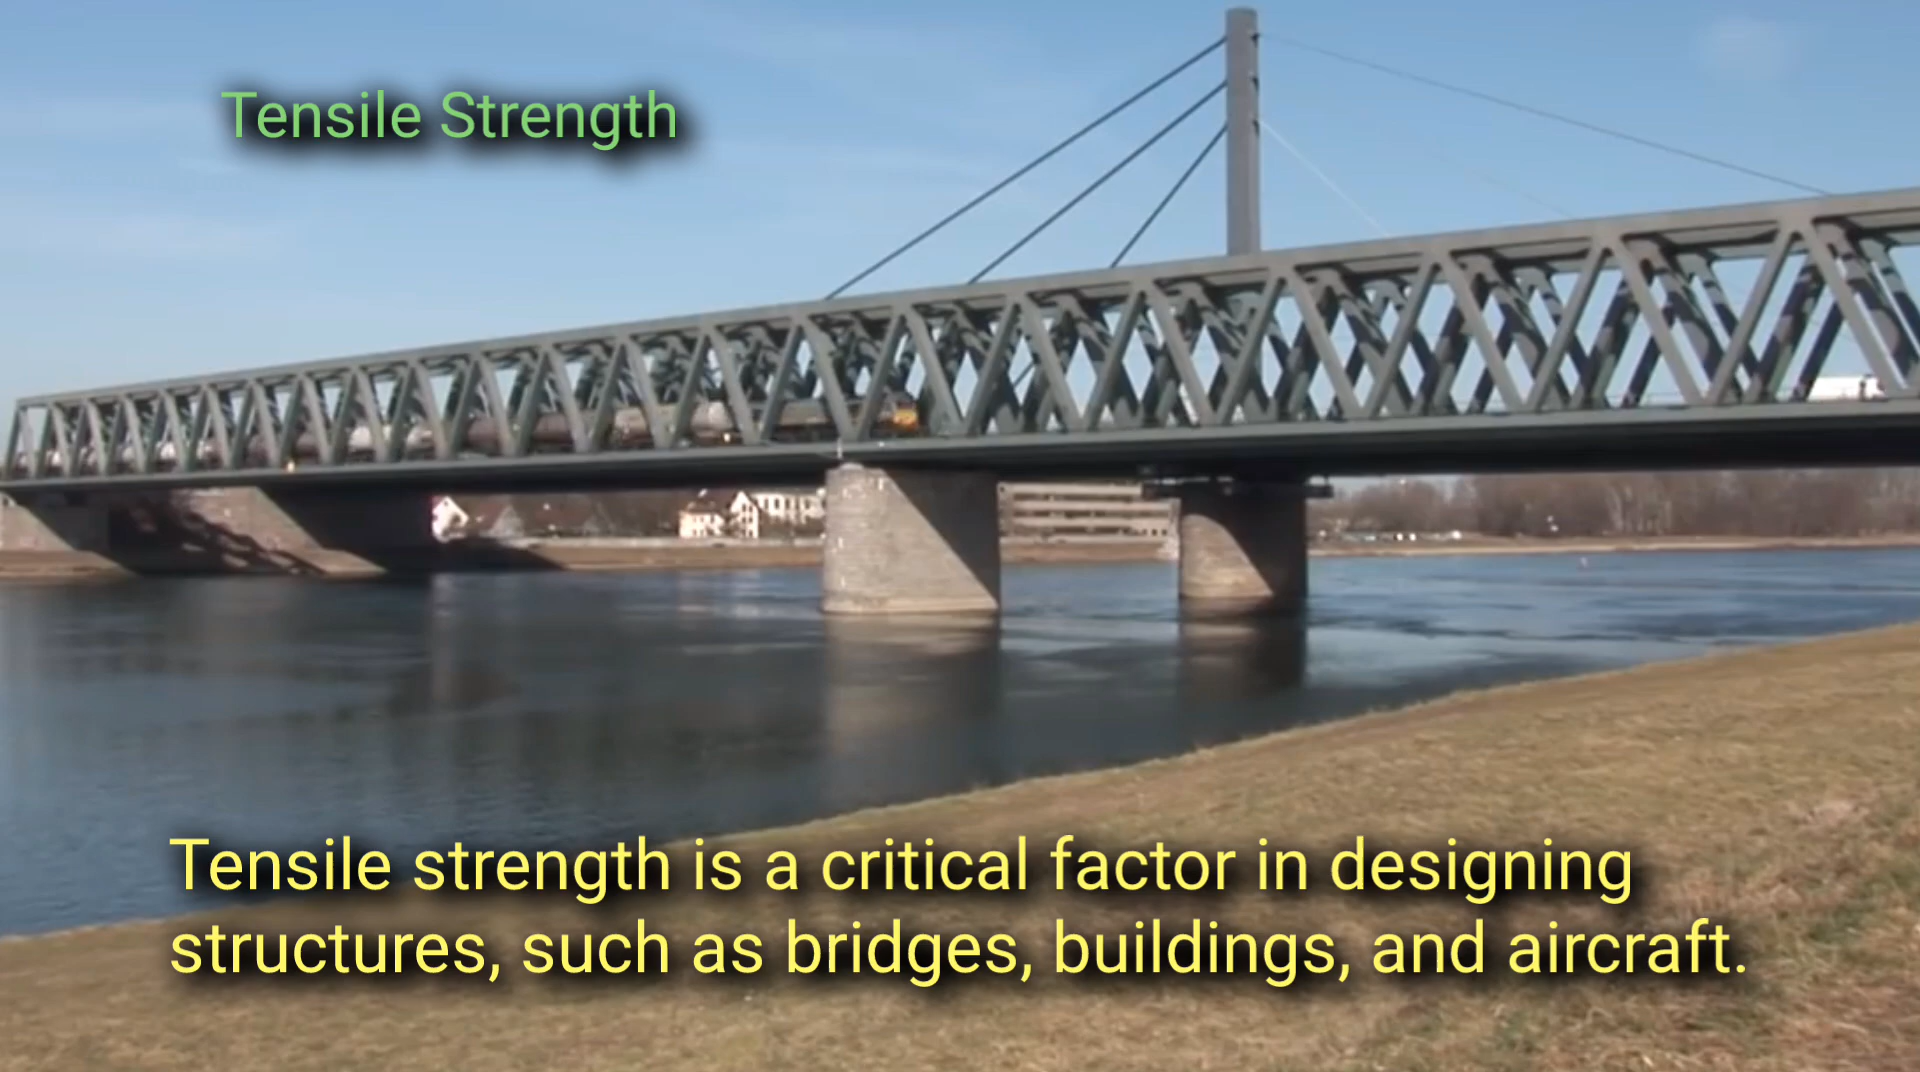 Tensile Strength
Tensile strength is a critical factor in designing
structures, such as bridges, buildings, and aircraft.